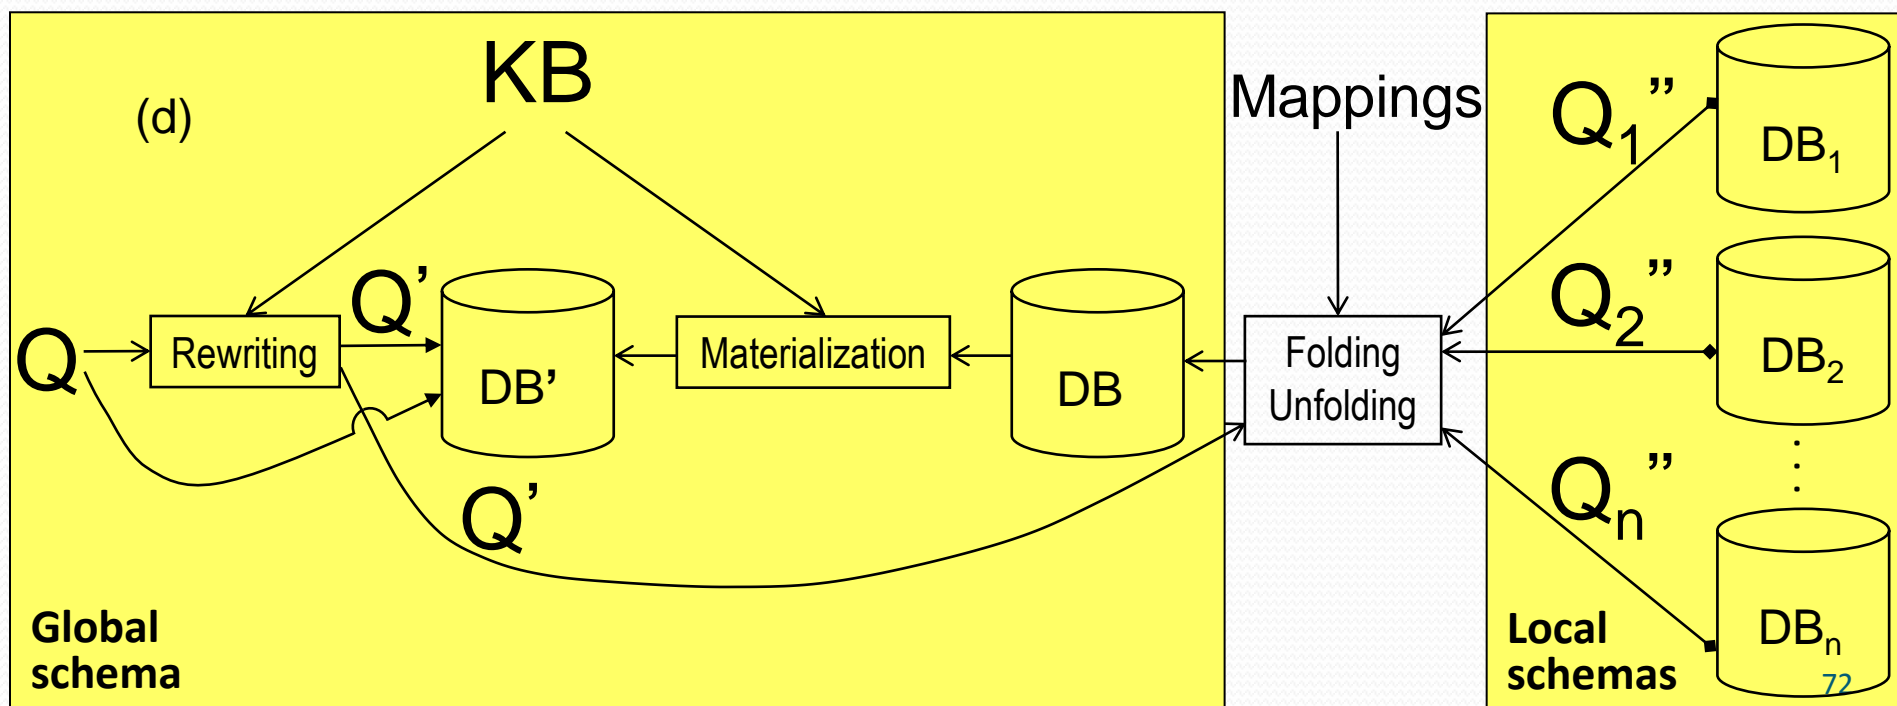 (d)
KB
Mappings
Q₁”
DB₁
Q
Rewriting
Q’
DB’
Materialization
DB
Folding
Unfolding
Q₂”
DB₂
Q’
Qₙ”
DBₙ
Global
schema
Local
schemas
72